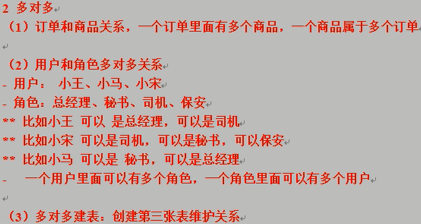 2 多对多
（1）订单和商品关系，一个订单里面有多个商品，一个商品属于多个订单
（2）用户和角色多对多关系
- 用户： 小王、小马、小宋
- 角色：总经理、秘书、司机、保安
** 比如小王 可以 是总经理，可以是司机
** 比如小宋 可以是司机，可以是秘书，可以保安
** 比如小马 可以是 秘书，可以是总经理
- 一个用户里面可以有多个角色，一个角色里面可以有多个用户
（3）多对多建表：创建第三张表维护关系